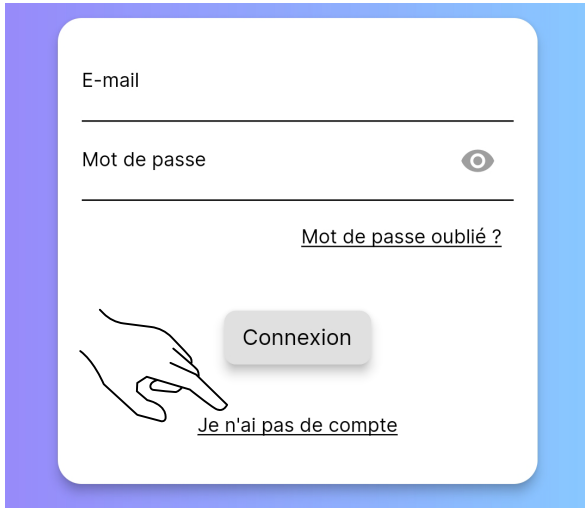 E-mail
Mot de passe
Mot de passe oublié ?
Connexion
Je n'ai pas de compte